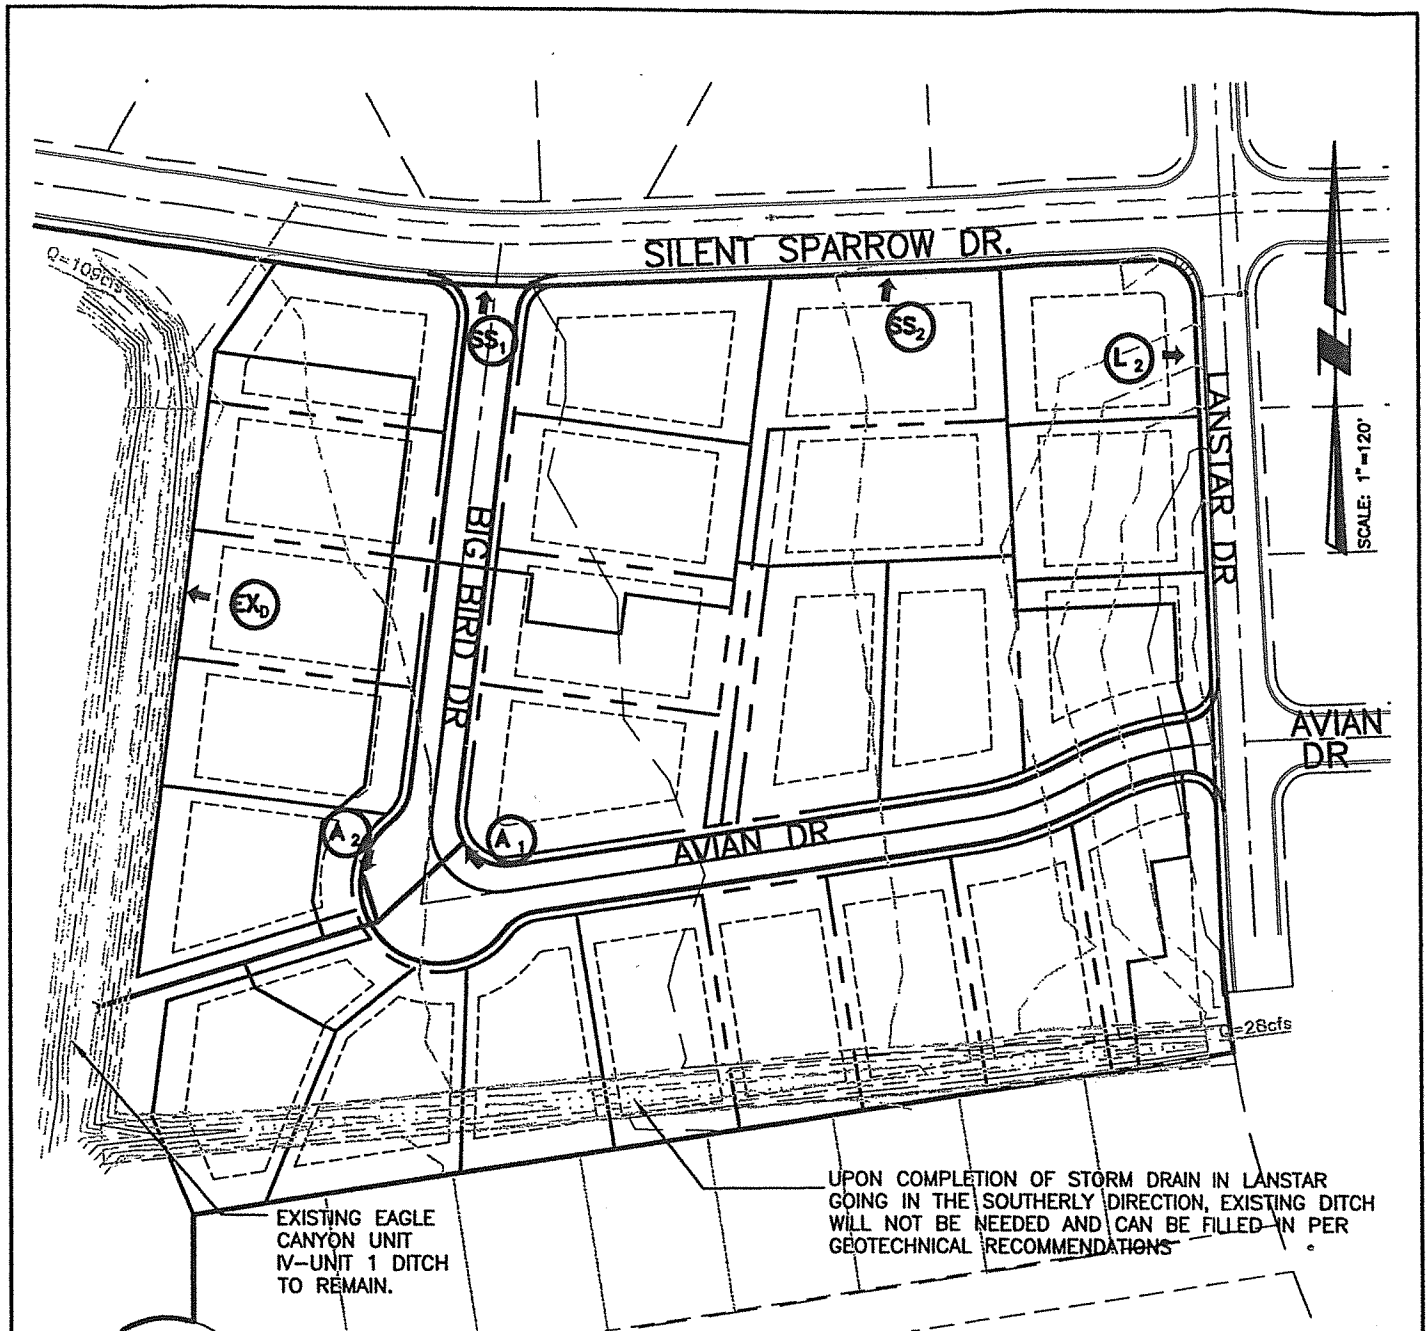 SILENT SPARROW DR.
Q=109cfs
SS1
SS2
L2
LANSTAR DR
SCALE: 1"=120'
BIG BIRD DR
EXD
AVIAN
DR
A2
A1
AVIAN DR
Q=28cfs
UPON COMPLETION OF STORM DRAIN IN LANSTAR
GOING IN THE SOUTHERLY DIRECTION, EXISTING DITCH
WILL NOT BE NEEDED AND CAN BE FILLED IN PER
GEOTECHNICAL RECOMMENDATIONS
EXISTING EAGLE
CANYON UNIT
IV-UNIT 1 DITCH
TO REMAIN.